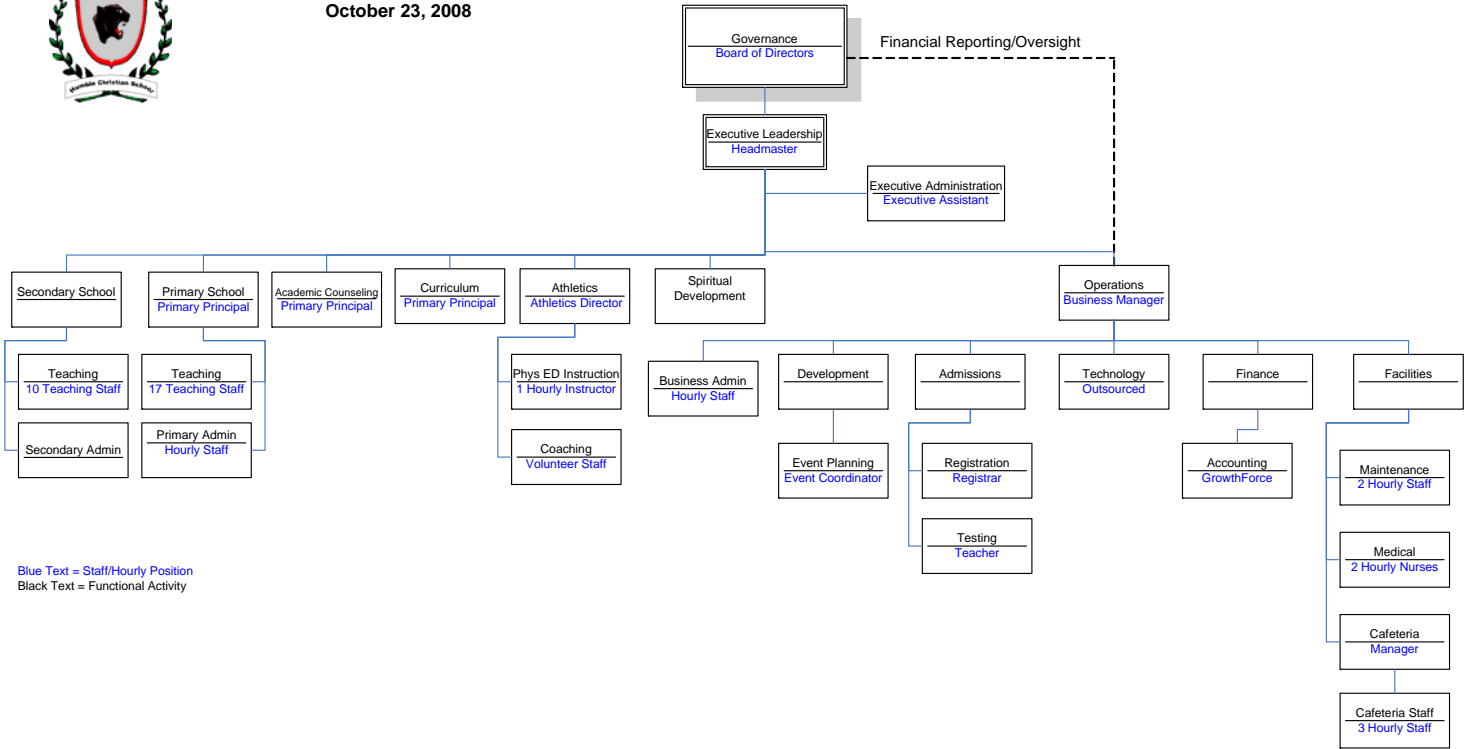 October 23, 2008
Humble Christian School
Governance
Board of Directors
Financial Reporting/Oversight
Executive Leadership
Headmaster
Executive Administration
Executive Assistant
Secondary School
Primary School
Primary Principal
Academic Counseling
Primary Principal
Curriculum
Primary Principal
Athletics
Athletics Director
Spiritual
Development
Operations
Business Manager
Teaching
10 Teaching Staff
Teaching
17 Teaching Staff
Phys ED Instruction
1 Hourly Instructor
Business Admin
Hourly Staff
Development
Admissions
Technology
Outsourced
Finance
Facilities
Secondary Admin
Primary Admin
Hourly Staff
Coaching
Volunteer Staff
Event Planning
Event Coordinator
Registration
Registrar
Accounting
GrowthForce
Maintenance
2 Hourly Staff
Testing
Teacher
Medical
2 Hourly Nurses
Cafeteria
Manager
Cafeteria Staff
3 Hourly Staff
Blue Text = Staff/Hourly Position
Black Text = Functional Activity